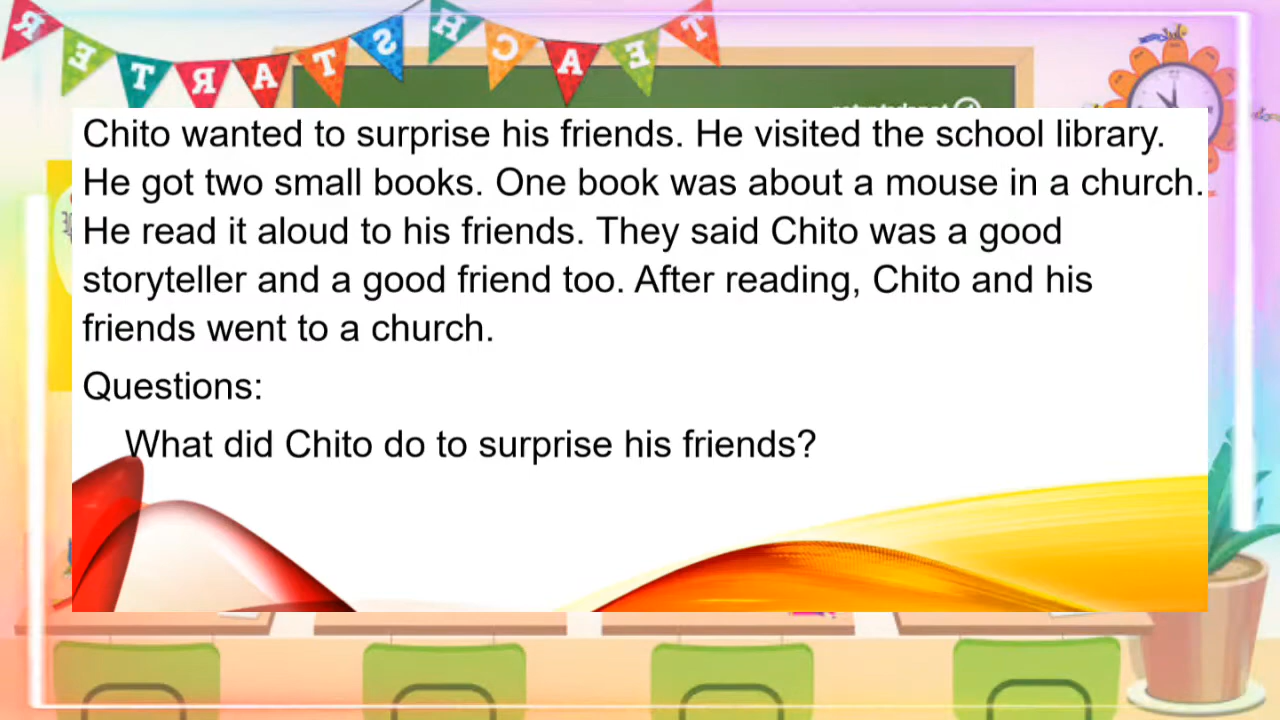 TEACHSTARTER
Chito wanted to surprise his friends. He visited the school library.
He got two small books. One book was about a mouse in a church.
He read it aloud to his friends. They said Chito was a good
storyteller and a good friend too. After reading, Chito and his
friends went to a church.
Questions:
What did Chito do to surprise his friends?